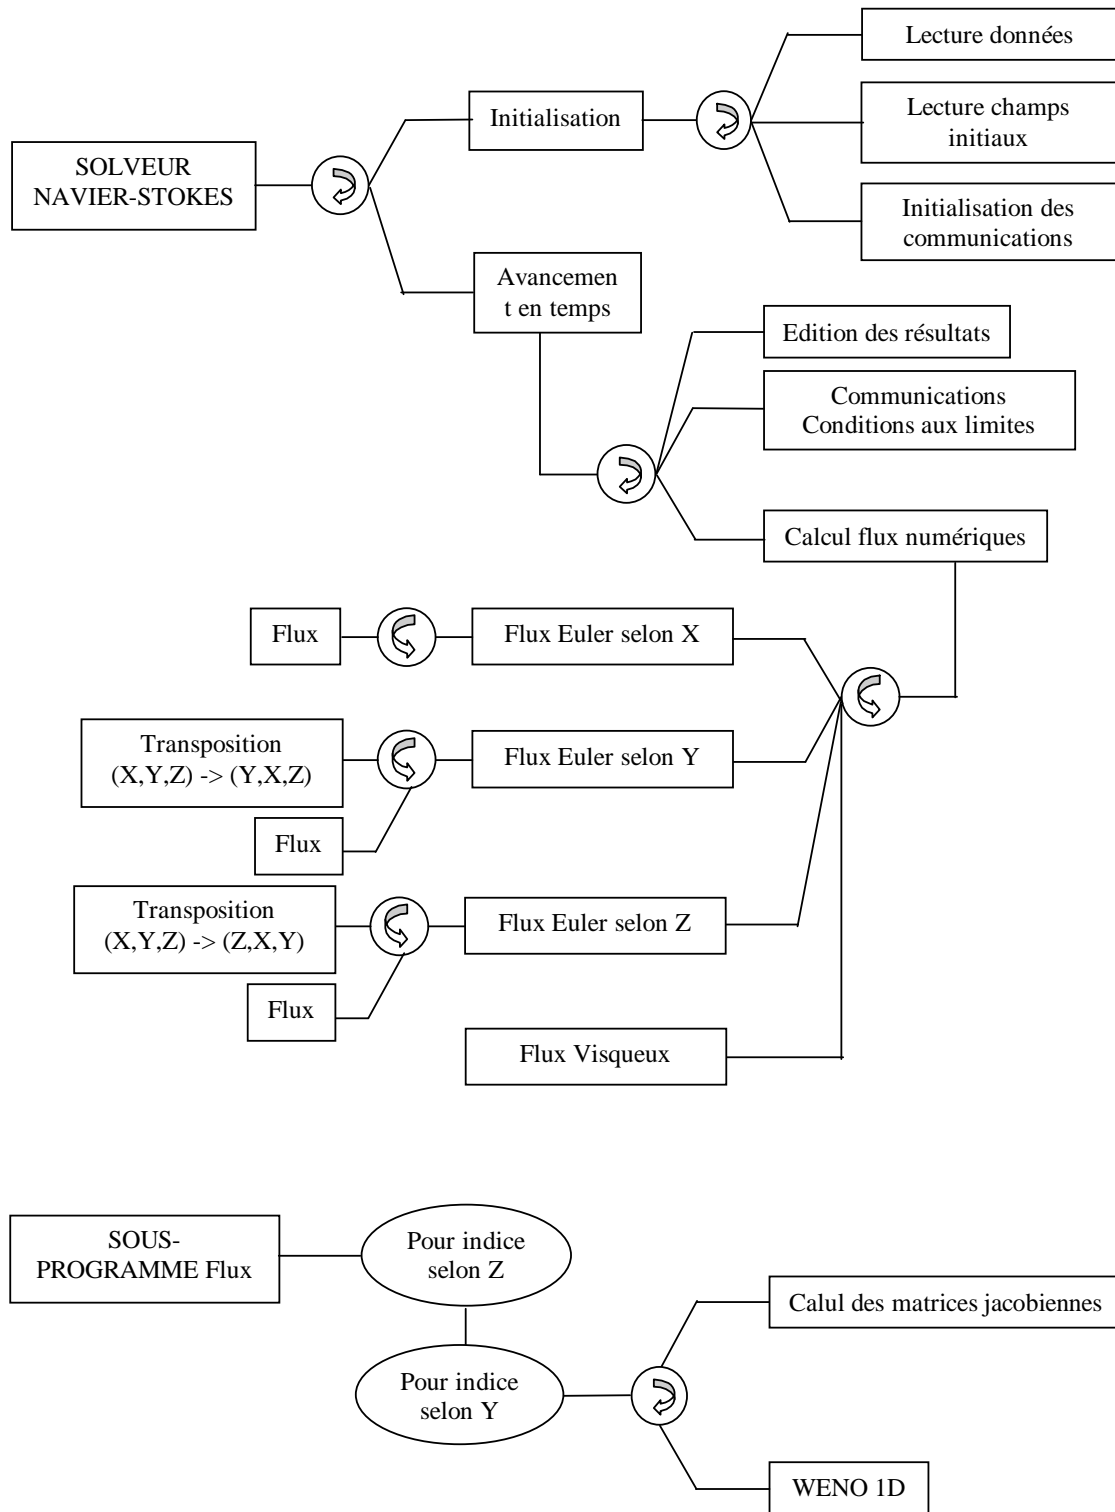 Lecture données
Initialisation
Lecture champs
initiaux
SOLVEUR
NAVIER-STOKES
Initialisation des
communications
Avancemen
t en temps
Edition des résultats
Communications
Conditions aux limites
Calcul flux numériques
Flux
Flux Euler selon X
Transposition
(X,Y,Z) -> (Y,X,Z)
Flux Euler selon Y
Flux
Transposition
(X,Y,Z) -> (Z,X,Y)
Flux Euler selon Z
Flux
Flux Visqueux
SOUS-
PROGRAMME Flux
Pour indice
selon Z
Calul des matrices jacobiennes
Pour indice
selon Y
WENO 1D